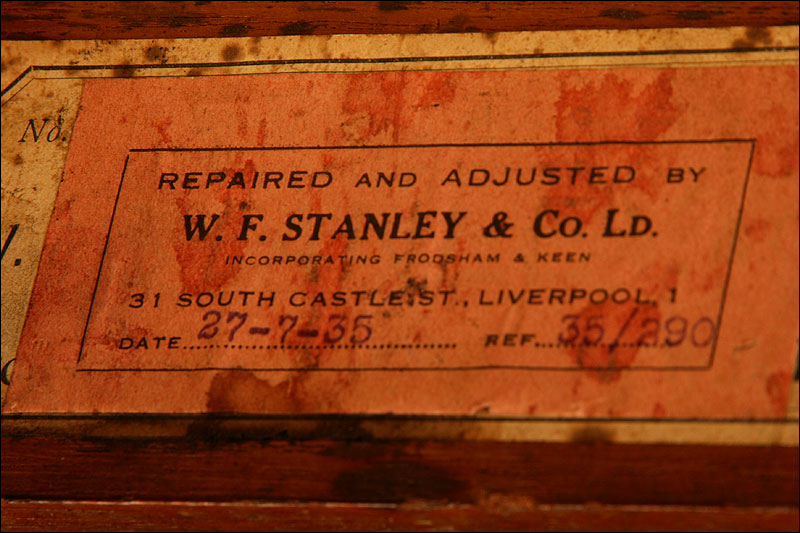 No.
REPAIRED AND ADJUSTED BY
W. F. STANLEY & Co. LD.
INCORPORATING FRODSHAM & KEEN
31 SOUTH CASTLE ST., LIVERPOOL, 1
DATE 27-7-35 REF. 35/290